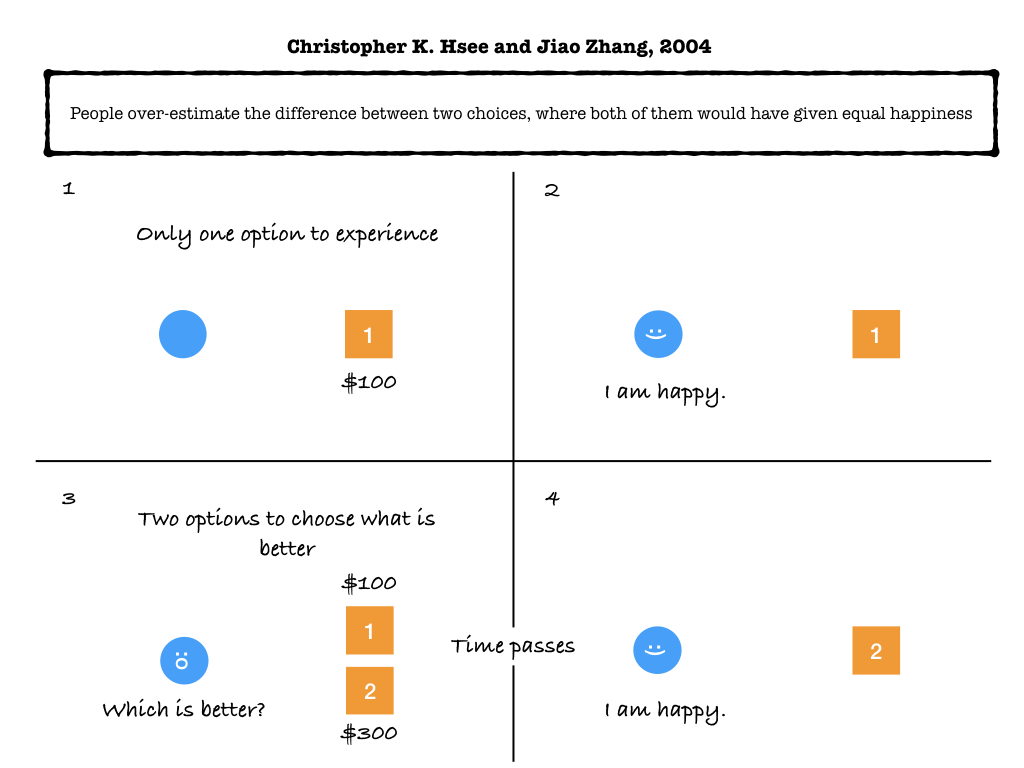 Christopher K. Hsee and Jiao Zhang, 2004
People over-estimate the difference between two choices, where both of them would have given equal happiness
1
Only one option to experience
1
$100
2
:)
1
I am happy.
3
Two options to choose what is
better
$100
1
2
$300
:o
Which is better?
Time passes
4
:)
2
I am happy.